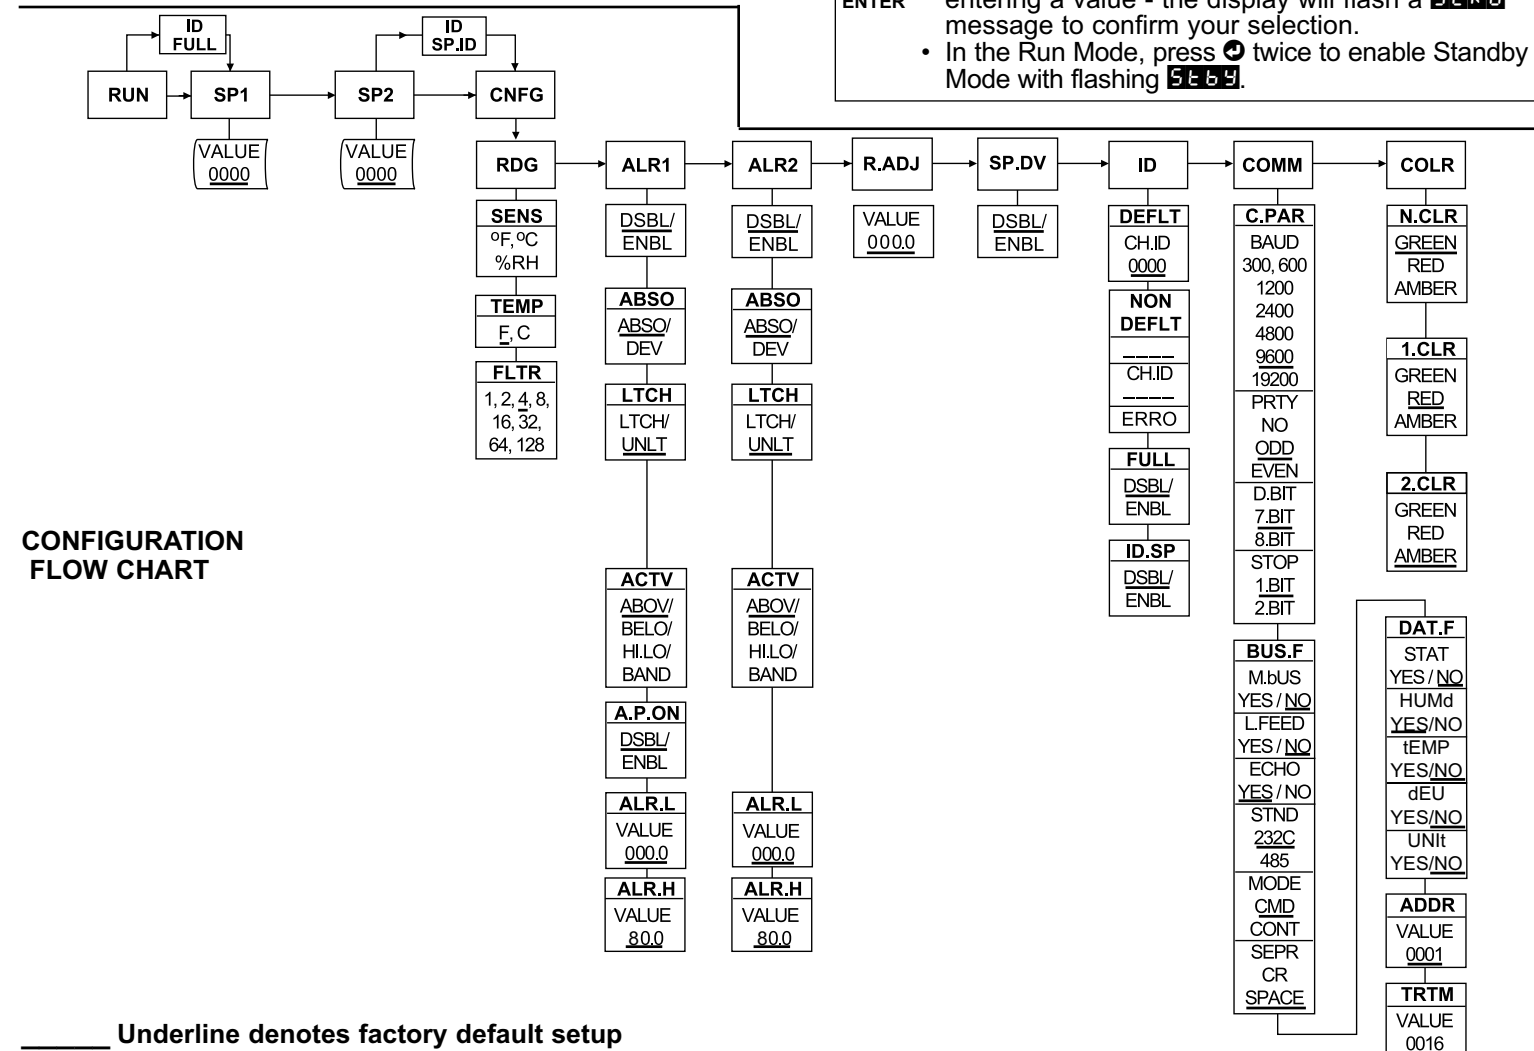 ENTER
entering a value - the display will flash a
message to confirm your selection.
• In the Run Mode, press twice to enable Standby
Mode with flashing Stby.
ID
FULL
ID
SP.ID
RUN
SP1
SP2
CNFG
VALUE
0000
VALUE
0000
RDG
ALR1
ALR2
R.ADJ
SP.DV
ID
COMM
COLR
SENS
ºF, ºC
%RH
TEMP
F, C
FLTR
1, 2, 4, 8,
16, 32,
64, 128
DSBL/
ENBL
ABSO
ABSO/
DEV
LTCH
LTCH/
UNLT
ACTV
ABOV/
BELO/
HI.LO/
BAND
A.P.ON
DSBL/
ENBL
ALR.L
VALUE
000.0
ALR.H
VALUE
80.0
DSBL/
ENBL
ABSO
ABSO/
DEV
LTCH
LTCH/
UNLT
ACTV
ABOV/
BELO/
HI.LO/
BAND
ALR.L
VALUE
000.0
ALR.H
VALUE
80.0
VALUE
000.0
DSBL/
ENBL
DEFLT
CH.ID
0000
NON
DEFLT
_ _ _ _
CH.ID
_ _ _ _
ERRO
FULL
DSBL/
ENBL
ID.SP
DSBL/
ENBL
C.PAR
BAUD
300, 600
1200
2400
4800
9600
19200
PRTY
NO
ODD
EVEN
D.BIT
7.BIT
8.BIT
STOP
1.BIT
2.BIT
BUS.F
M.bUS
YES / NO
L.FEED
YES / NO
ECHO
YES / NO
STND
232C
485
MODE
CMD
CONT
SEPR
CR
SPACE
N.CLR
GREEN
RED
AMBER
1.CLR
GREEN
RED
AMBER
2.CLR
GREEN
RED
AMBER
DAT.F
STAT
YES / NO
HUMd
YES/NO
tEMP
YES/NO
dEU
YES/NO
UNIt
YES/NO
ADDR
VALUE
0001
TRTM
VALUE
0016
CONFIGURATION
FLOW CHART
______ Underline denotes factory default setup